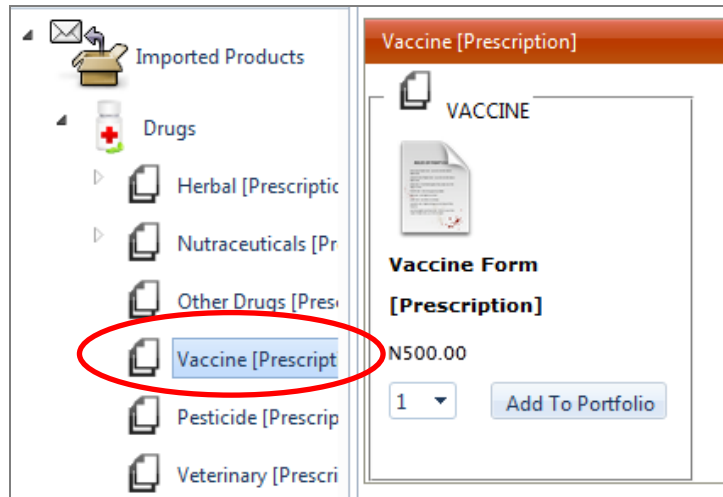 Imported Products
Drugs
Herbal [Prescriptic
Nutraceuticals [Pr
Other Drugs [Pres
Vaccine [Prescript
Pesticide [Prescrip
Veterinary [Prescri
Vaccine [Prescription]
VACCINE
Vaccine Form
[Prescription]
N500.00
1
Add To Portfolio